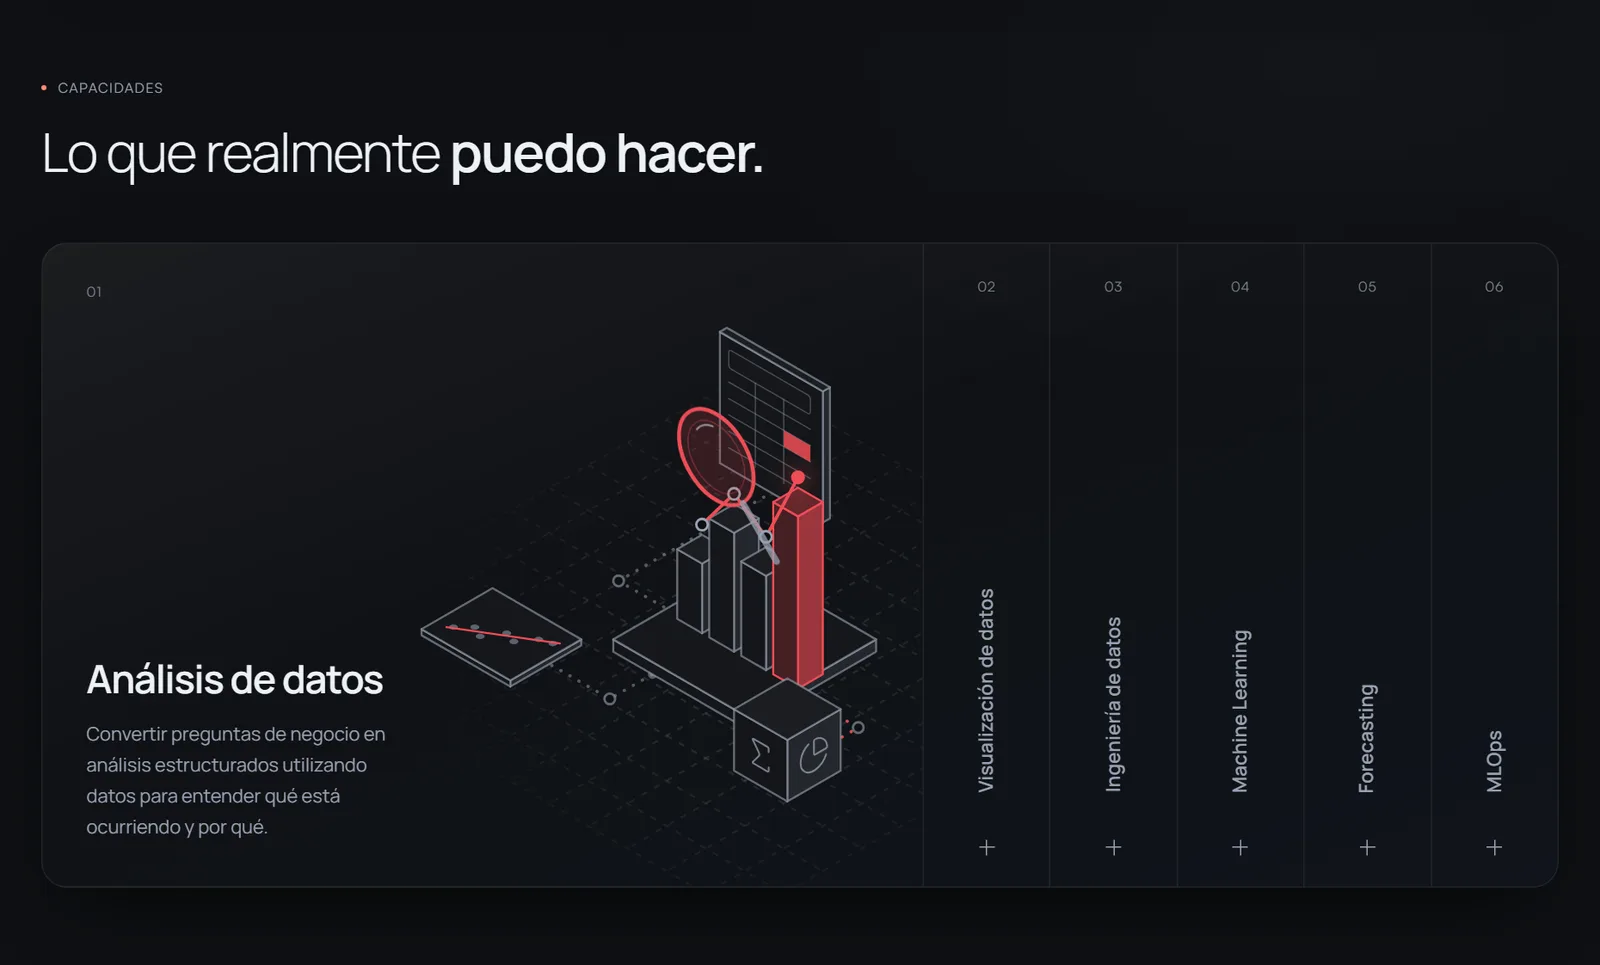 CAPACIDADES
Lo que realmente puedo hacer.
01
Análisis de datos
Convertir preguntas de negocio en
análisis estructurados utilizando
datos para entender qué está
ocurriendo y por qué.
Σ
02
Visualización de datos
03
Ingeniería de datos
04
Machine Learning
05
Forecasting
06
MLOps